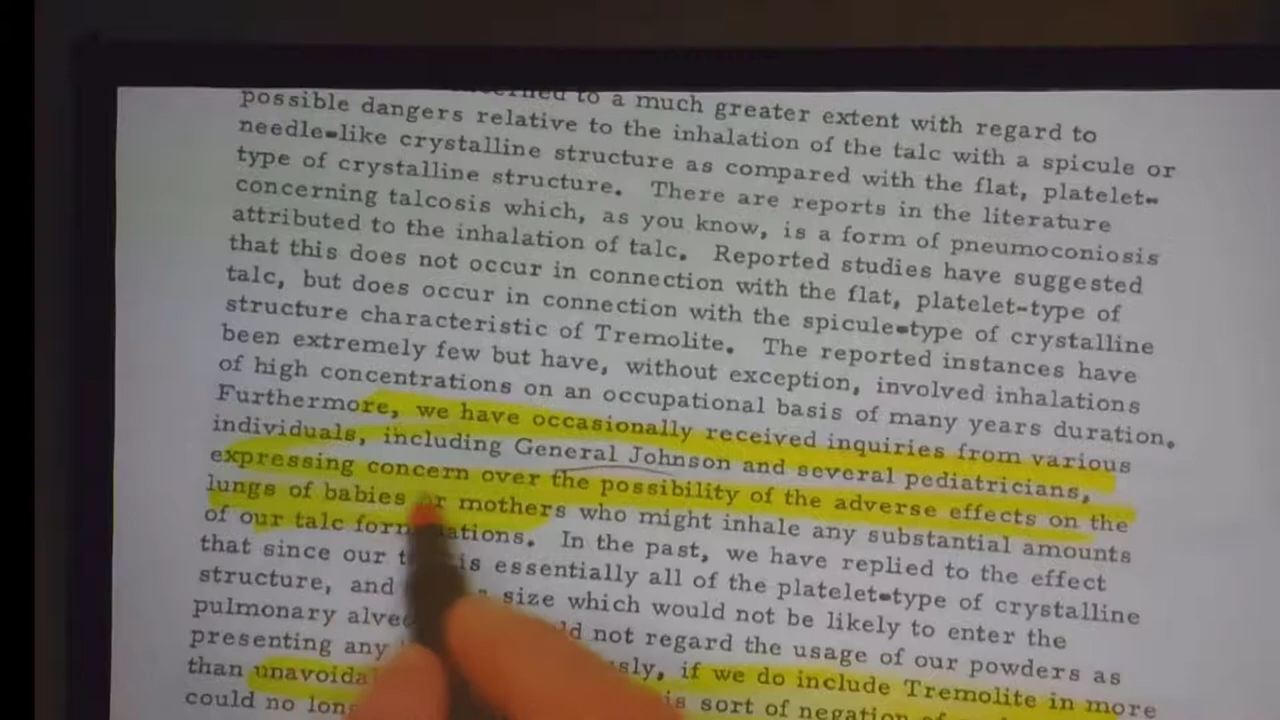 to a much greater extent with regard to
possible dangers relative to the inhalation of the talc with a spicule or
needle-like crystalline structure as compared with the flat, platelet-
type of crystalline structure. There are reports in the literature
concerning talcosis which, as you know, is a form of pneumoconiosis
attributed to the inhalation of talc. Reported studies have suggested
that this does not occur in connection with the flat, platelet-type of
talc, but does occur in connection with the spicule-type of crystalline
structure characteristic of Tremolite. The reported instances have
been extremely few but have, without exception, involved inhalations
of high concentrations on an occupational basis of many years duration.
Furthermore, we have occasionally received inquiries from various
individuals, including General Johnson and several pediatricians,
expressing concern over the possibility of the adverse effects on the
lungs of babies or mothers who might inhale any substantial amounts
of our talc formulations. In the past, we have replied to the effect
that since our is essentially all of the platelet-type of crystalline
structure, and size which would not be likely to enter the
pulmonary not regard the usage of our powders as
presenting any if we do include Tremolite in more
than sort of negation of
could no